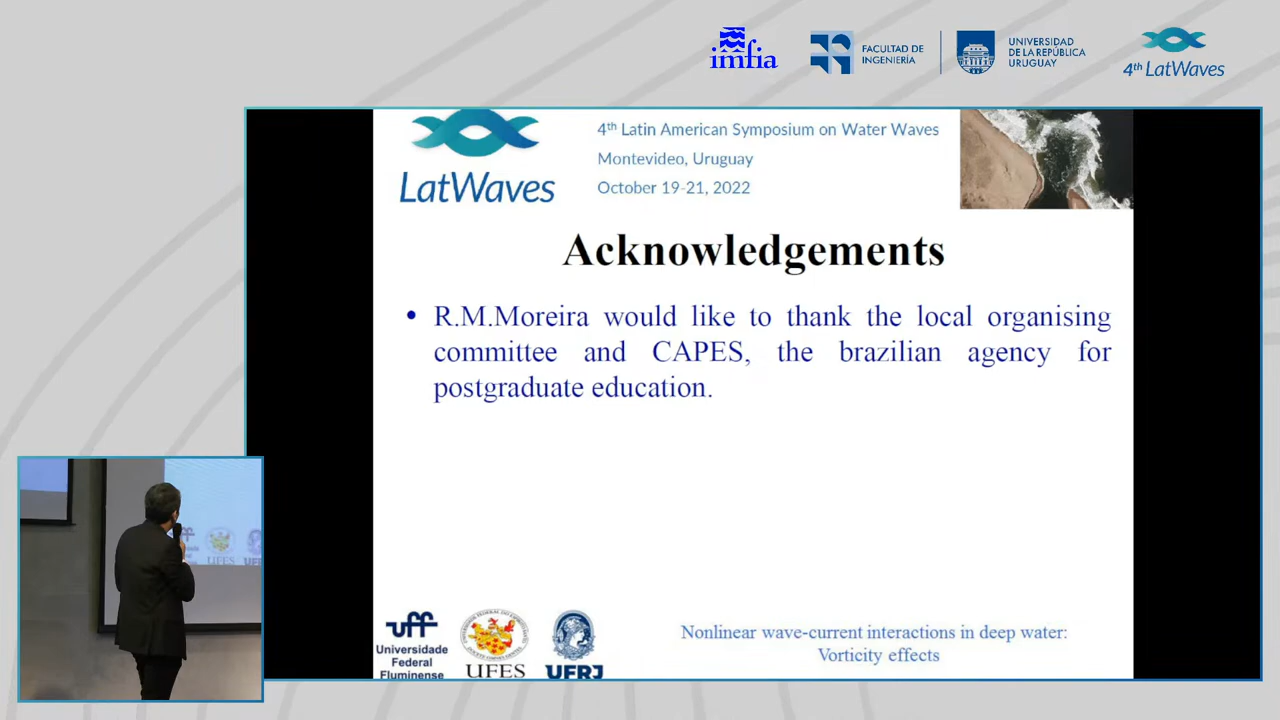 imfia
FACULTAD DE
INGENIERÍA
UNIVERSIDAD
DE LA REPÚBLICA
URUGUAY
4th LatWaves
LatWaves
4th Latin American Symposium on Water Waves
Montevideo, Uruguay
October 19-21, 2022
Acknowledgements
• R.M.Moreira would like to thank the local organising
committee and CAPES, the brazilian agency for
postgraduate education.
uff
Universidade
Federal
Fluminense
UFES
UFRJ
Nonlinear wave-current interactions in deep water:
Vorticity effects
UFES